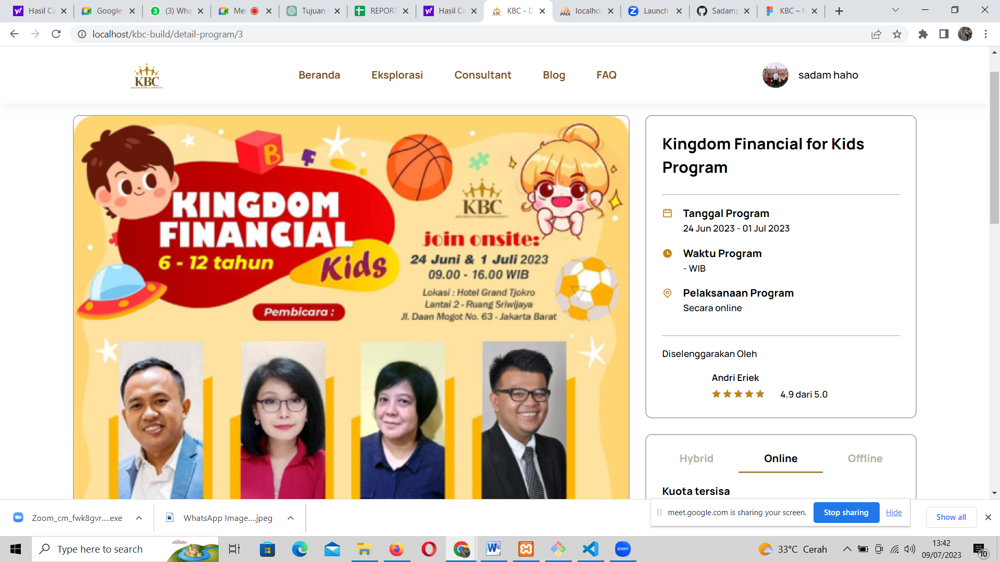 Hasil Ca
Google
(3) Wha
Mee
Tujuan
REPORT
Hasil Ca
KBC - D
localhos
Launch
Sadamp
KBC – F
localhost/kbc-build/detail-program/3
KBC
Beranda
Eksplorasi
Consultant
Blog
FAQ
sadam haho
B
F
KINGDOM
FINANCIAL
6 - 12 tahun
Kids
KBC
join onsite:
24 Juni & 1 Juli 2023
09.00 - 16.00 WIB
Lokasi : Hotel Grand Tjokro
Lantai 2 - Ruang Sriwijaya
Jl. Daan Mogot No. 63 - Jakarta Barat
Pembicara :
Kingdom Financial for Kids
Program
Tanggal Program
24 Jun 2023 - 01 Jul 2023
Waktu Program
- WIB
Pelaksanaan Program
Secara online
Diselenggarakan Oleh
Andri Eriek
4.9 dari 5.0
Hybrid
Online
Offline
Kuota tersisa
Zoom_cm_fwk8gvr....exe
WhatsApp Image....jpeg
meet.google.com is sharing your screen.
Stop sharing
Hide
Show all
Type here to search
zoom
33°C Cerah
13:42
09/07/2023
10